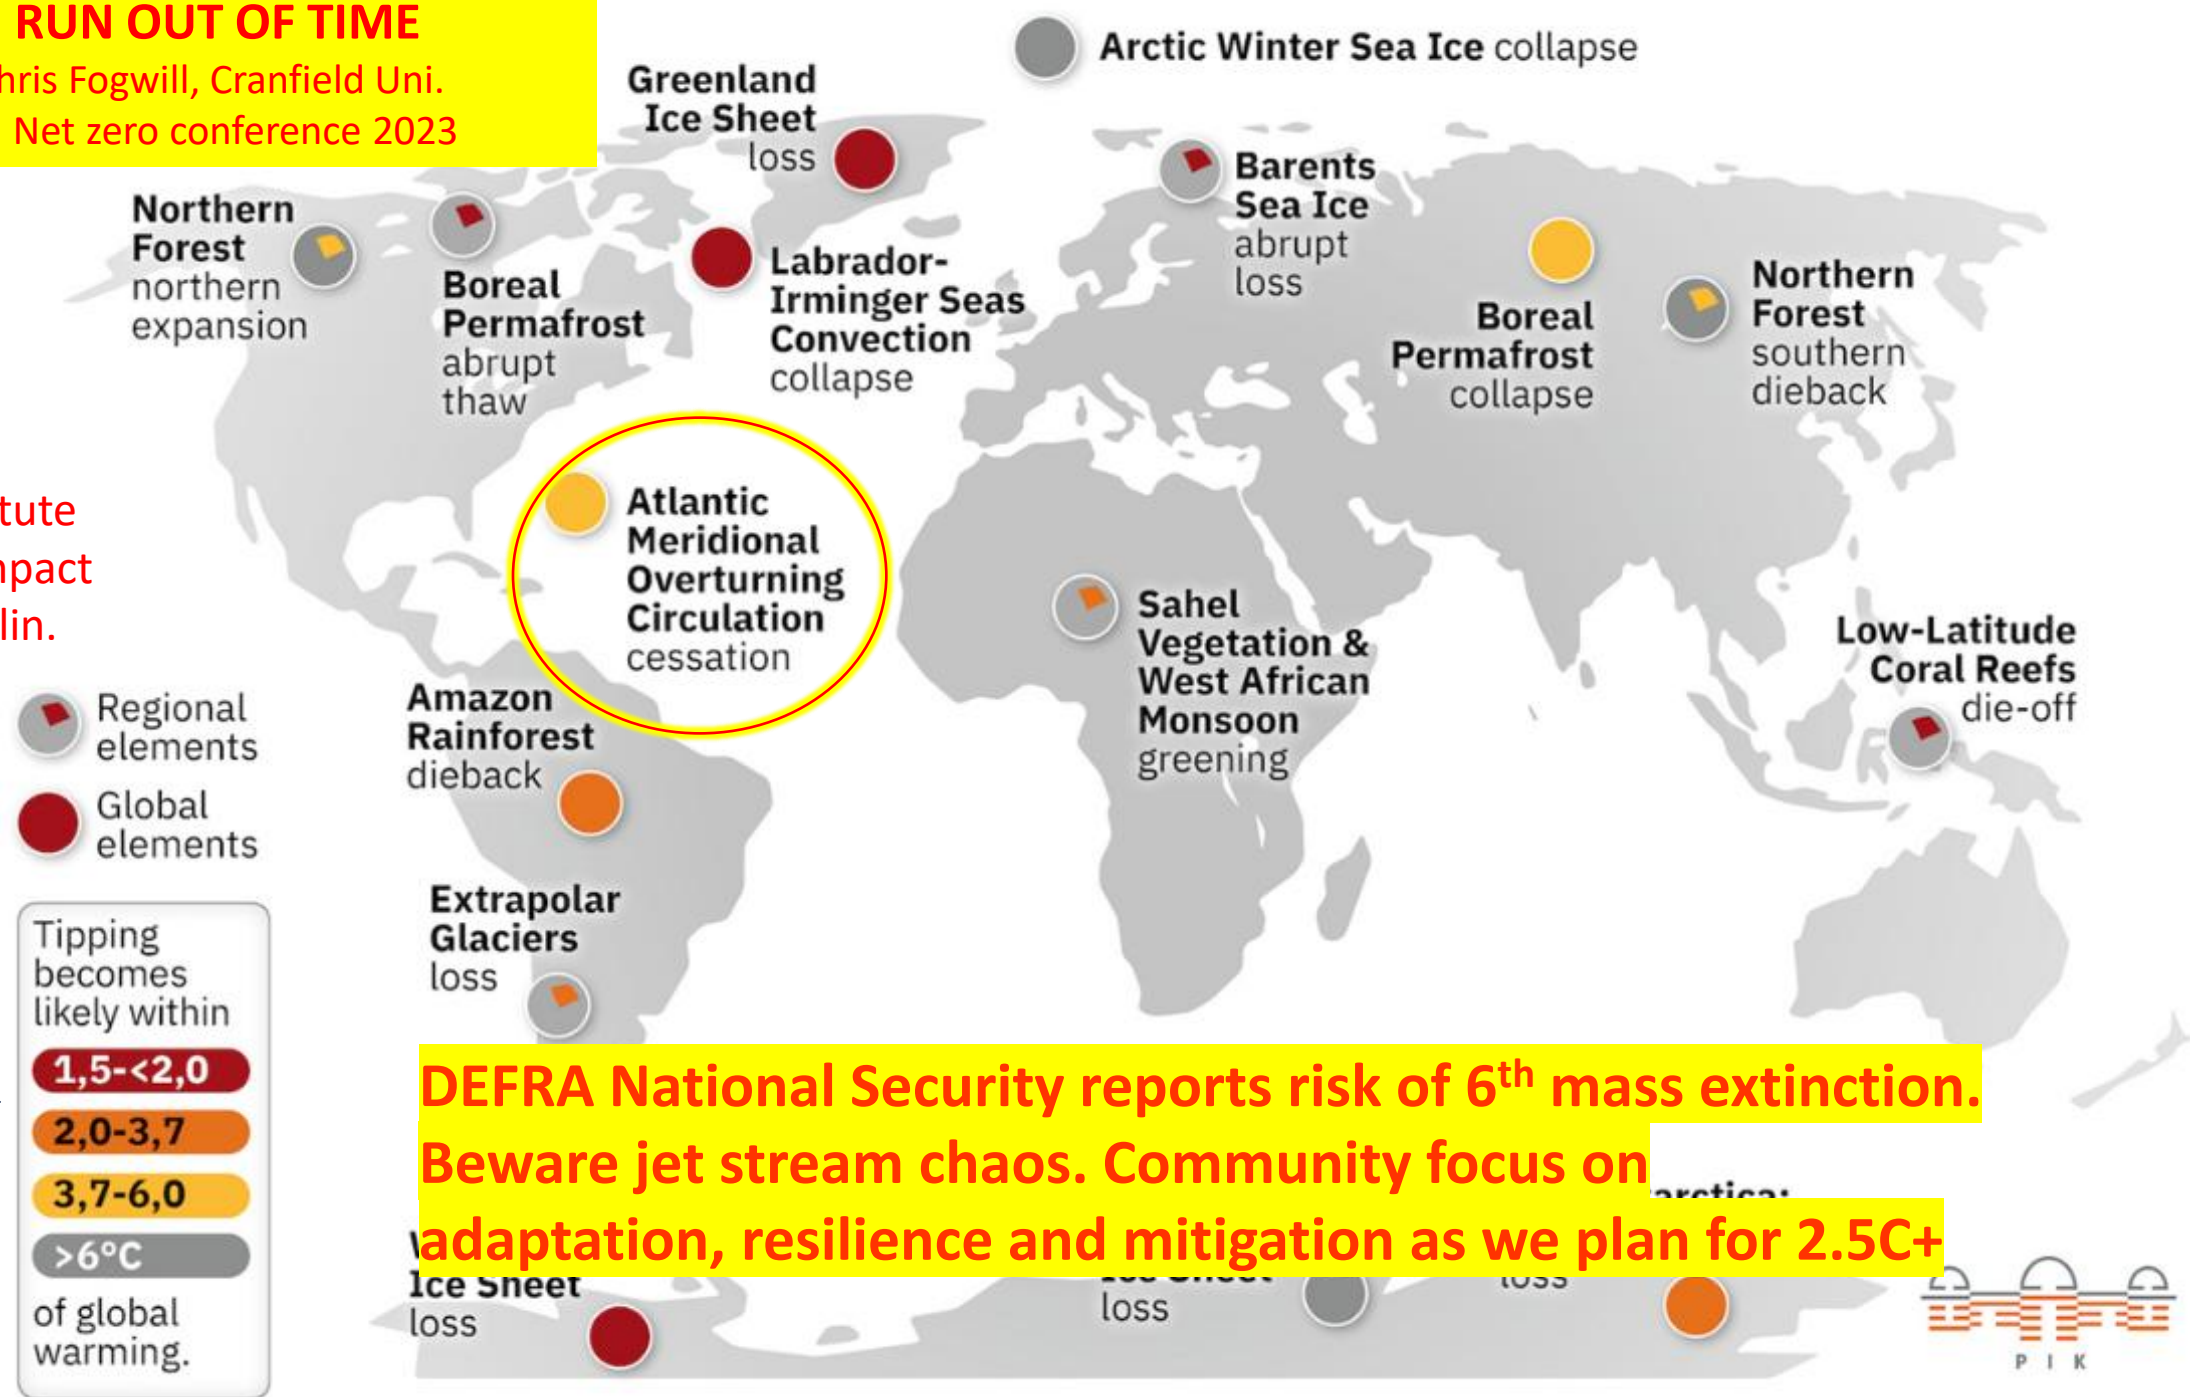 RUN OUT OF TIME
Fogwill, Cranfield Uni.
Net zero conference 2023
Arctic Winter Sea Ice collapse
Greenland
Ice Sheet
loss
Barents
Sea Ice
abrupt
loss
Northern
Forest
northern
expansion
Boreal
Permafrost
abrupt
thaw
Labrador-
Irminger Seas
Convection
collapse
Boreal
Permafrost
collapse
Northern
Forest
southern
dieback
Atlantic
Meridional
Overturning
Circulation
cessation
Sahel
Vegetation &
West African
Monsoon
greening
Low-Latitude
Coral Reefs
die-off
Amazon
Rainforest
dieback
Extrapolar
Glaciers
loss
Regional
elements
Global
elements
Tipping
becomes
likely within
1,5-<2,0
2,0-3,7
3,7-6,0
>6°C
of global
warming.
DEFRA National Security reports risk of 6th mass extinction.
Beware jet stream chaos. Community focus on
adaptation, resilience and mitigation as we plan for 2.5C+
Ice Sheet
loss
Ice Sheet
loss
loss
PIK